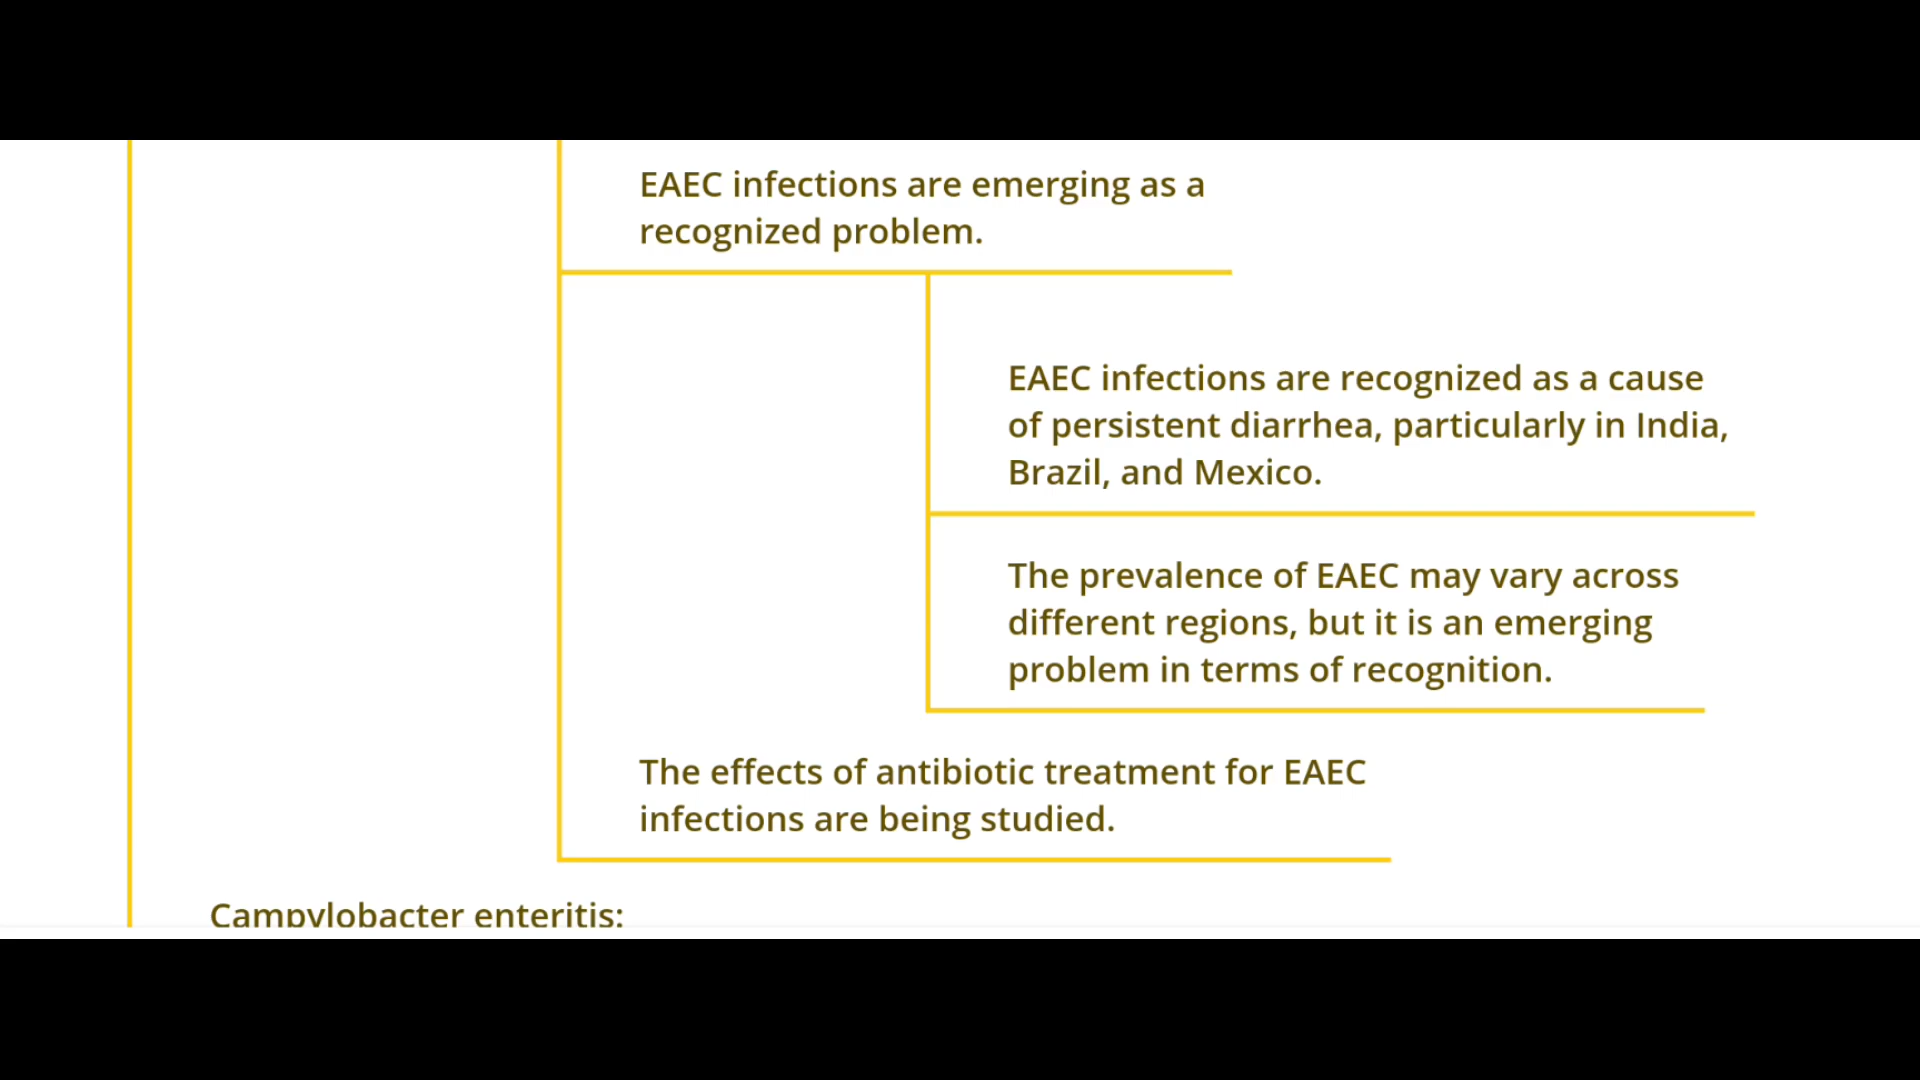 EAEC infections are emerging as a
recognized problem.
EAEC infections are recognized as a cause
of persistent diarrhea, particularly in India,
Brazil, and Mexico.
The prevalence of EAEC may vary across
different regions, but it is an emerging
problem in terms of recognition.
The effects of antibiotic treatment for EAEC
infections are being studied.
Campylobacter enteritis: